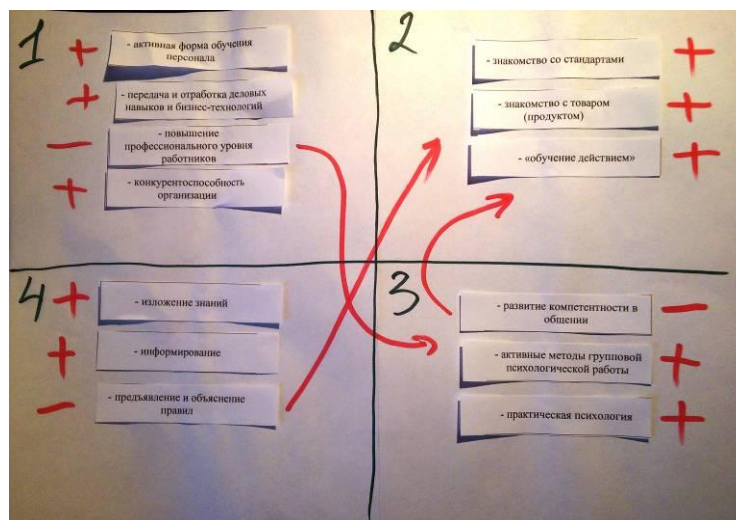 1
+ - активная форма обучения
персонала
+ - передача и отработка деловых
навыков и бизнес-технологий
— - повышение
профессионального уровня
работников
+ - конкурентоспособность
организации
2
- знакомство со стандартами +
- знакомство с товаром
(продуктом) +
- «обучение действием» +
4
+ - изложение знаний
+ - информирование
— - предъявление и объяснение
правил
3
- развитие компетентности в
общении —
- активные методы групповой
психологической работы +
- практическая психология +